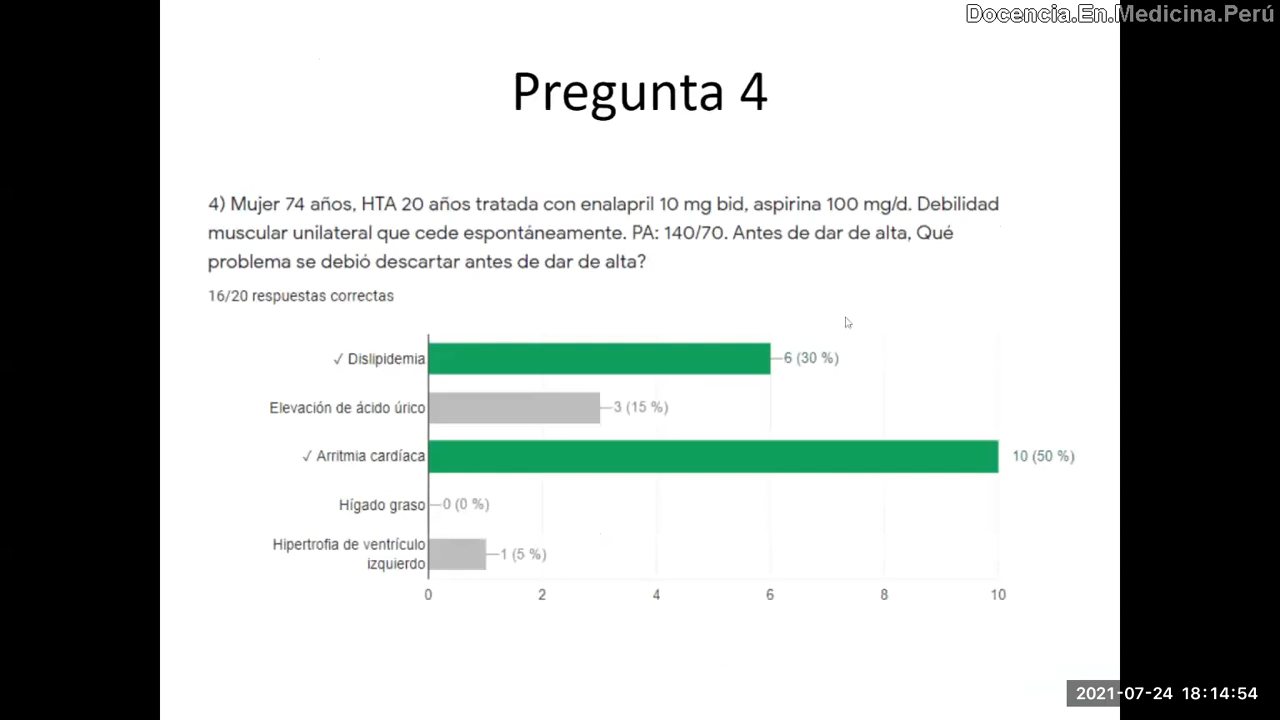 Docencia.En.Medicina.Perú
Pregunta 4
4) Mujer 74 años, HTA 20 años tratada con enalapril 10 mg bid, aspirina 100 mg/d. Debilidad
muscular unilateral que cede espontáneamente. PA: 140/70. Antes de dar de alta, Qué
problema se debió descartar antes de dar de alta?
16/20 respuestas correctas
✓ Dislipidemia 6 (30 %)
Elevación de ácido úrico 3 (15 %)
✓ Arritmia cardíaca 10 (50 %)
Hígado graso 0 (0 %)
Hipertrofia de ventrículo
izquierdo 1 (5 %)
0 2 4 6 8 10
2021-07-24 18:14:54